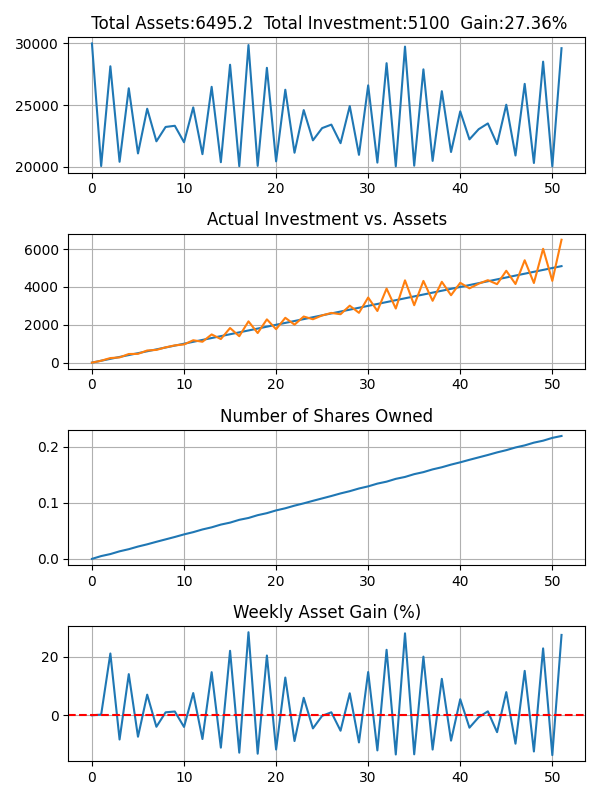 Total Assets:6495.2  Total Investment:5100  Gain:27.36%
30000
25000
20000
0 10 20 30 40 50
Actual Investment vs. Assets
6000
4000
2000
0
0 10 20 30 40 50
Number of Shares Owned
0.2
0.1
0.0
0 10 20 30 40 50
Weekly Asset Gain (%)
20
0
0 10 20 30 40 50